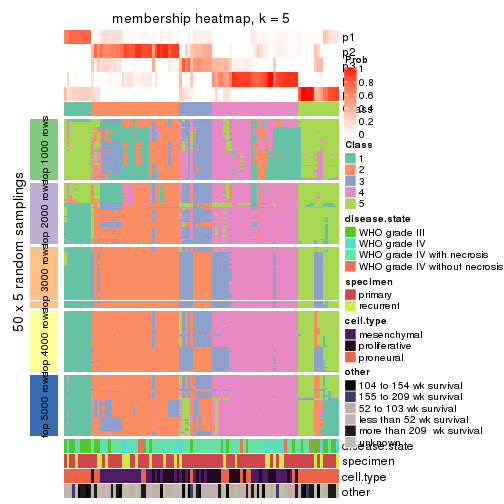 membership heatmap, k = 5
p1
p2
p3
Prob
1
0.8
0.6
0.4
0.2
0
Class
1
2
3
4
5
disease.state
WHO grade III
WHO grade IV
WHO grade IV with necrosis
WHO grade IV without necrosis
specimen
primary
recurrent
cell.type
mesenchymal
proliferative
proneural
other
104 to 154 wk survival
155 to 209 wk survival
52 to 103 wk survival
less than 52 wk survival
more than 209 wk survival
unknown
disease.state
specimen
cell.type
other
50 x 5 random samplings
top 1000 rows
top 2000 rows
top 3000 rows
top 4000 rows
top 5000 rows